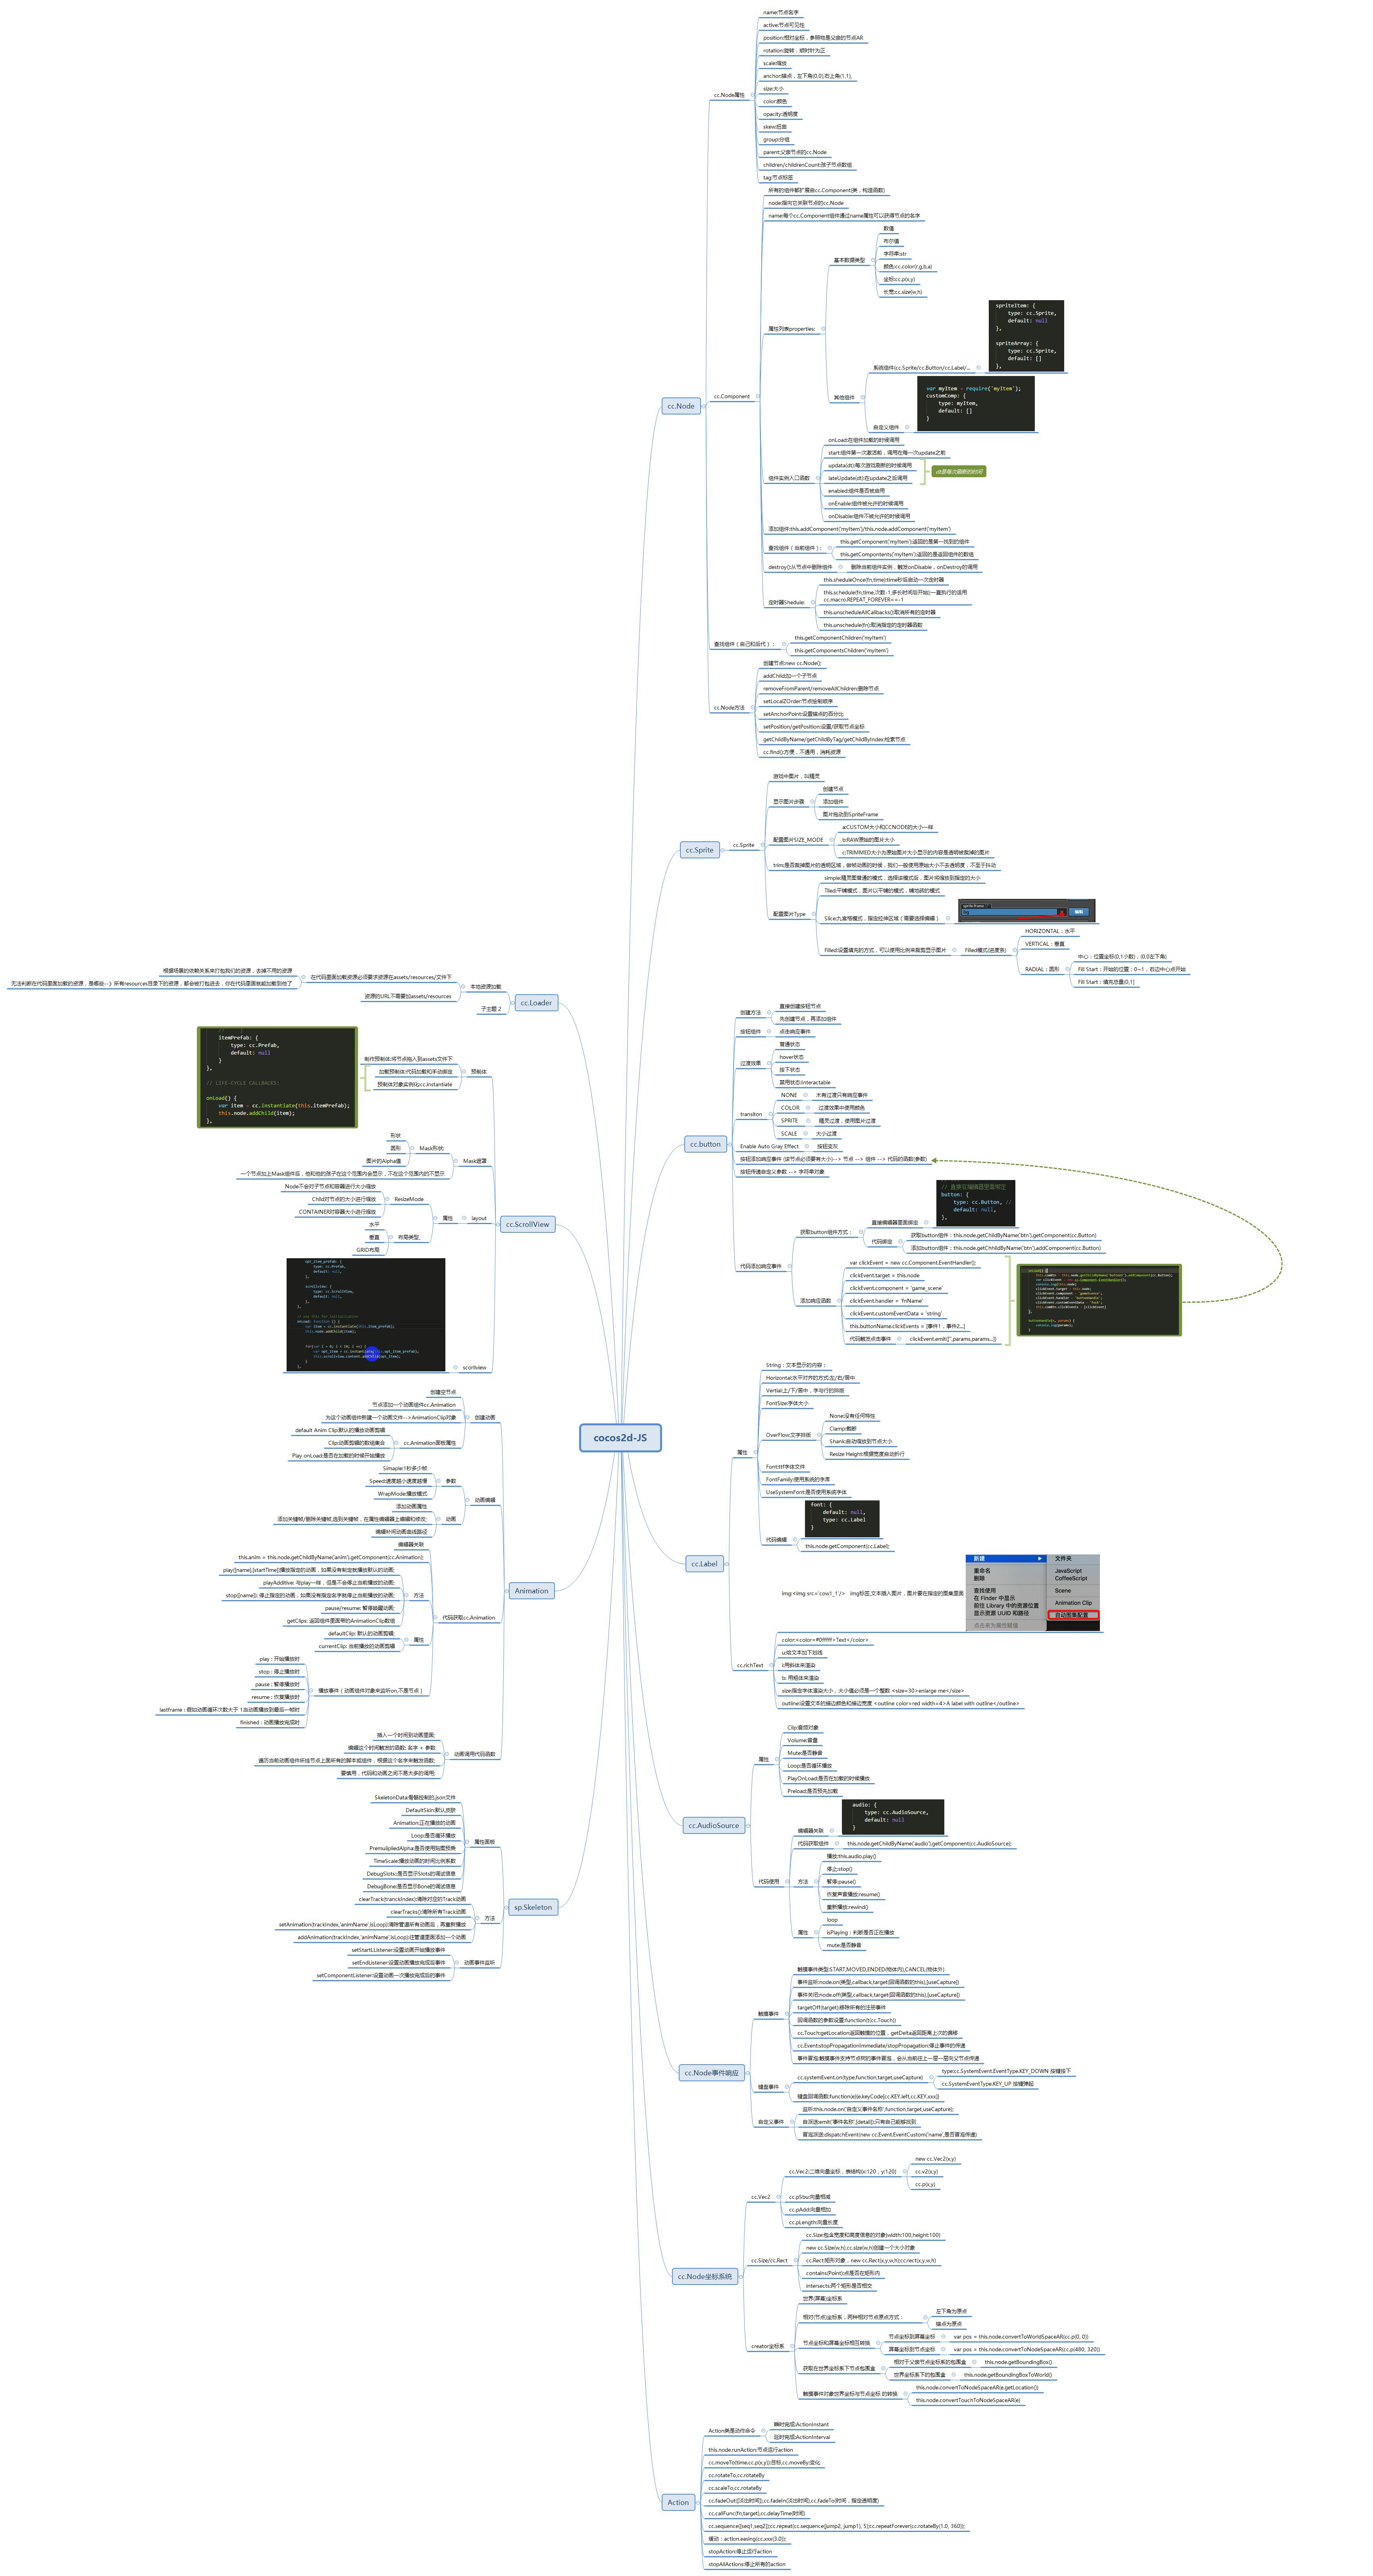 cocos2d-JS
cc.Node
cc.Node属性
name:节点名字
active:节点可见性
position:相对坐标，参照物是父亲的节点AR
rotation:旋转，顺时针为正
scale:缩放
anchor:锚点，左下角(0,0),右上角(1,1),
size:大小
color:颜色
opacity:透明度
skew:扭曲
group:分组
parent:父亲节点的cc.Node
children/childrenCount:孩子节点数组
tag:节点标签
cc.Component
所有的组件都扩展自cc.Component(类，构造函数)
node:指向它关联节点的cc.Node
name:每个cc.Component组件通过name属性可以获得节点的名字
属性列表properties:
基本数据类型
数值
布尔值
字符串:str
颜色:cc.color(r,g,b,a)
坐标:cc.p(x,y)
长宽:cc.size(w,h)
其他组件
系统组件(cc.Sprite/cc.Button/cc.Label/...
spriteItem: {
type: cc.Sprite,
default: null
},
spriteArray: {
type: cc.Sprite,
default: []
},
自定义组件
var myItem = require('myItem');
customComp: {
type: myItem,
default: []
}
组件实例入口函数
onLoad:在组件加载的时候调用
start:组件第一次激活前，调用在每一次update之前
updata(dt):每次游戏刷新的时候调用
lateUpdate(dt):在update之后调用
enabled:组件是否被启用
onEnable:组件被允许的时候调用
onDisable:组件不被允许的时候调用
dt是每次刷新的时间
添加组件:this.addComponent('myItem')/this.node.addComponent('myItem')
查找组件（当前组件）:
this.getComponent('myItem'):返回的是第一找到的组件
this.getCompontents('myItem'):返回的是返回组件的数组
destroy():从节点中删除组件
删除当前组件实例，触发onDisable，onDestroy的调用
定时器Shedule:
this.sheduleOnce(fn,time):time秒后启动一次定时器
this.schedule(fn,time,次数-1,多长时间后开始);一直执行的话用
cc.macro.REPEAT_FOREVER==-1
this.unscheduleAllCallbacks():取消所有的定时器
this.unschedule(fn):取消指定的定时器函数
查找组件（自己和后代）:
this.getComponentChildren('myItem')
this.getComponentsChildren('myItem')
cc.Node方法
创建节点:new cc.Node();
addChild:加一个子节点
removeFromParent/removeAllChildren:删除节点
setLocalZOrder:节点绘制顺序
setAnchorPoint:设置锚点的百分比
setPosition/getPosition:设置/获取节点坐标
getChildByName/getChildByTag/getChildByIndex:检索节点
cc.find():方便，不通用，消耗资源
cc.Sprite
cc.Sprite
游戏中图片，叫精灵
显示图片步骤
创建节点
添加组件
图片拖动到SpriteFrame
配置图片SIZE_MODE
a:CUSTOM大小和CCNODE的大小一样
b:RAW原始的图片大小
c:TRIMMED大小为原始图片大小显示的内容是透明被裁掉的图片
trim:是否裁掉图片的透明区域，做帧动画的时候，我们一般使用原始大小不去透明度，不至于抖动
配置图片Type
simple:精灵图普通的模式，选择该模式后，图片将缩放到指定的大小
Tiled:平铺模式，图片以平铺的模式，铺地砖的模式
Silce:九宫格模式，指定拉伸区域（需要选择编辑）
编辑
Filled:设置填充的方式，可以使用比例来裁剪显示图片
Filled模式(进度条)
HORIZONTAL：水平
VERTICAL：垂直
RADIAL：圆形
中心：位置坐标(0,1小数)，(0,0左下角)
Fill Start：开始的位置：0~1，右边中心点开始
Fill Start：填充总量(0,1]
cc.button
创建方法
直接创建按钮节点
先创建节点，再添加组件
按钮组件
点击响应事件
过渡效果
普通状态
hover状态
按下状态
禁用状态:Interactable
transiton
NONE
木有过渡只有响应事件
COLOR
过渡效果中使用颜色
SPRITE
精灵过渡，使用图片过渡
SCALE
大小过渡
Enable Auto Gray Effect
按钮变灰
按钮添加响应事件 (该节点必须要有大小)--> 节点 --> 组件 --> 代码的函数(参数)
按钮传递自定义参数 --> 字符串对象
代码添加响应事件
获取button组件方式：
直接编辑器里面绑定
// 直接在编辑器里面绑定
button: {
type: cc.Button, //
default: null,
},
代码绑定
获取button组件：this.node.getChildByName('btn').getComponent(cc.Button)
添加button组件：this.node.getChhildByName('btn').addComponent(cc.Button)
添加响应函数
var clickEvent = new cc.Component.EventHandler();
clickEvent.target = this.node
clickEvent.component = 'game_scene'
clickEvent.handler = 'fnName'
clickEvent.customEventData = 'string'
this.buttonName.clickEvents = [事件1，事件2...]
代码触发点击事件
clickEvent.emit(['',params,params...])
cc.Label
属性
String：文本显示的内容；
Horizontal:水平对齐的方式:左/右/居中
Vertial:上/下/居中，字与行的排版
FontSize:字体大小
OverFlow:文字排版
None:没有任何特性
Clamp:截断
Shank:自动缩放到节点大小
Resize Height:根据宽度自动折行
Font:ttf字体文件
FontFamily:使用系统的字库
UseSystemFont:是否使用系统字体
代码编辑
font: {
default: null,
type: cc.Label
}
this.node.getComponent(cc.Label);
cc.richText
img:<img src='cow1_1'/> img标签,文本插入图片，图片要在指定的图集里面
新建
重命名
删除
查找使用
在 Finder 中显示
前往 Library 中的资源位置
显示资源 UUID 和路径
文件夹
JavaScript
CoffeeScript
Scene
Animation Clip
自动图集配置
color:<color=#0fffff>Text</color>
u:给文本加下划线
i:用斜体来渲染
b: 用粗体来渲染
size:指定字体渲染大小，大小值必须是一个整数 <size=30>enlarge me</size>
outline:设置文本的描边颜色和描边宽度 <outline color=red width=4>A label with outline</outline>
cc.AudioSource
属性
Clip:音频对象
Volume:音量
Mute:是否静音
Loop:是否循环播放
PlayOnLoad:是否在加载的时候播放
Preload:是否预先加载
代码使用
编辑器关联
audio: {
type: cc.AudioSource,
default: null
}
代码获取组件
this.node.getChildByName('audio').getComponent(cc.AudioSource);
方法
播放:this.audio.play()
停止:stop()
暂停:pause()
恢复声音播放:resume()
重新播放:rewind()
属性
loop
isPlaying：判断是否正在播放
mute:是否静音
cc.Node事件响应
触摸事件
触摸事件类型:START,MOVED,ENDED(物体内),CANCEL(物体外)
事件监听:node.on(类型,callback,target(回调函数的this),[useCapture])
事件关闭:node.off(类型,callback,target(回调函数的this),[useCapture])
targetOff(target):移除所有的注册事件
回调函数的参数设置:function(t(cc.Touch))
cc.Touch:getLocation返回触摸的位置，getDelta返回距离上次的偏移
cc.Event:stopPropagationImmediate/stopPropagation:停止事件的传递
事件冒泡:触摸事件支持节点树的事件冒泡，会从当前往上一层一层向父节点传递
键盘事件
cc.systemEvent.on(type,function,target,useCapture)
type:cc.SystemEvent.EventType.KEY_DOWN 按键按下
cc.SystemEventType.KEY_UP 按键弹起
键盘回调函数:function(e){e.keyCode[cc.KEY.left,cc.KEY.xxx]}
自定义事件
监听:this.node.on('自定义事件名称',function,target,useCapture);
自派送:emit('事件名称',[detail]);只有自己能够找到
冒泡派送:dispatchEvent(new cc.Event.EventCustom('name',是否冒泡传递)
cc.Node坐标系统
cc.Vec2
cc.Vec2:二维向量坐标，表结构{x:120，y:120}
new cc.Vec2(x,y)
cc.v2(x,y)
cc.p(x,y)
cc.pSbu:向量相减
cc.pAdd:向量相加
cc.pLength:向量长度
cc.Size/cc.Rect
cc.Size:包含宽度和高度信息的对象{width:100,height:100}
new cc.Size(w,h),cc.size(w,h)创建一个大小对象
cc.Rect:矩形对象，new cc.Rect(x,y,w,h);cc.rect(x,y,w,h)
contains(Point):点是否在矩形内
intersects:两个矩形是否相交
creator坐标系
世界(屏幕)坐标系
相对(节点)坐标系，两种相对节点原点方式：
左下角为原点
锚点为原点
节点坐标和屏幕坐标相互转换
节点坐标到屏幕坐标
var pos = this.node.convertToWorldSpaceAR(cc.p(0, 0))
屏幕坐标到节点坐标
var pos = this.node.convertToNodeSpaceAR(cc.p(480, 320))
获取在世界坐标系下节点包围盒
相对于父亲节点坐标系的包围盒
this.node.getBoundingBox()
世界坐标系下的包围盒
this.node.getBoundingBoxToWorld()
触摸事件对象世界坐标与节点坐标 的转换
this.node.convertToNodeSpaceAR(e.getLocation())
this.node.convertTouchToNodeSpaceAR(e)
Action
Action类是动作命令
瞬时完成:ActionInstant
延时完成:ActionInterval
this.node.runAction:节点运行action
cc.moveTo(time,cc.p(x,y)):目标,cc.moveBy:变化
cc.rotateTo,cc.rotateBy
cc.scaleTo,cc.rotateBy
cc.fadeOut([淡出时间]),cc.fadeIn(淡出时间),cc.fadeTo(时间，指定透明度)
cc.callFunc(fn,target),cc.delayTime(时间)
cc.sequence([seq1,seq2]);cc.repeat(cc.sequence(jump2, jump1), 5);cc.repeatForever(cc.rotateBy(1.0, 360));
缓动：action.easing(cc.xxx(3.0));
stopAction:停止运行action
stopAllActions:停止所有的action
cc.Loader
本地资源加载
在代码里面加载资源必须要求资源在assets/resources/文件下
根据场景的依赖关系来打包我们的资源，去掉不用的资源
无法判断在代码里面加载的资源，是哪些--》所有resources目录下的资源，都会被打包进去，你在代码里面就能加载到他了
资源的URL不需要加assets/resources
子主题 2
cc.ScrollView
预制体
制作预制体:将节点拖入到assets文件下
加载预制体:代码加载和手动绑定
预制体对象实例化:cc.instantiate
itemPrefab: {
type: cc.Prefab,
default: null
}
},
// LIFE-CYCLE CALLBACKS:
onLoad() {
var item = cc.instantiate(this.itemPrefab);
this.node.addChild(item);
},
Mask遮罩
Mask形状:
形状
圆形
图片的Alpha值
一个节点加上Mask组件后，他和他的孩子在这个范围内会显示，不在这个范围内的不显示
layout
属性
ResizeMode
Node不会对子节点和容器进行大小缩放
Child对节点的大小进行缩放
CONTAINER对容器大小进行缩放
布局类型,
水平
垂直
GRID布局
scorllview
Animation
创建动画
创建空节点
节点添加一个动画组件cc.Animation
为这个动画组件新建一个动画文件-->AnimationClip对象
cc.Animation面板属性
default Anim Clip:默认的播放动画剪辑
Clip:动画剪辑的数组集合
Play onLoad:是否在加载的时候开始播放
动画编辑
参数
Simaple:1秒多少帧
Speed:速度越小速度越慢
WrapMode:播放模式
动画
添加动画属性
添加关键帧/删除关键帧,选到关键帧，在属性编辑器上编辑和修改;
编辑补间动画曲线路径
代码获取cc.Animation
编辑器关联
this.anim = this.node.getChildByName('anim').getComponent(cc.Animation);
方法
play([name],[startTime])播放指定的动画，如果没有制定就播放默认的动画;
playAdditive: 与play一样，但是不会停止当前播放的动画;
stop([name]): 停止指定的动画，如果没有指定名字就停止当前播放的动画;
pause/resume: 暂停唤醒动画;
getClips: 返回组件里面带的AnimationClip数组
属性
defaultClip: 默认的动画剪辑;
currentClip: 当前播放的动画剪辑
播放事件（动画组件对象来监听on,不是节点）
play : 开始播放时
stop : 停止播放时
pause : 暂停播放时
resume : 恢复播放时
lastframe : 假如动画循环次数大于 1当动画播放到最后一帧时
finished : 动画播放完成时
动画调用代码函数
插入一个时间到动画里面;
编辑这个时间触发的函数: 名字 + 参数
遍历当前动画组件所在节点上面所有的脚本或组件，根据这个名字来触发函数;
要慎用，代码和动画之间不易太多的调用;
sp.Skeleton
属性面板
SkeletonData:骨骼控制的.json文件
DefaultSkin:默认皮肤
Animation:正在播放的动画
Loop:是否循环播放
PremuliplledAlpha:是否使用贴图预乘
TimeScale:播放动画的时间比例系数
DebugSlots:是否显示Slots的调试信息
DebugBone:是否显示Bone的调试信息
方法
clearTrack(tranckIndex):清除对应的Track动画
clearTracks():清除所有Track动画
setAnimation(trackIndex,'animName',isLoop):清除管道所有动画后，再重新播放
addAnimation(trackIndex,'animName',isLoop):往管道里面添加一个动画
动画事件监听
setStartLListener:设置动画开始播放事件
setEndListener:设置动画播放完成后事件
setComponentListener:设置动画一次播放完成后的事件